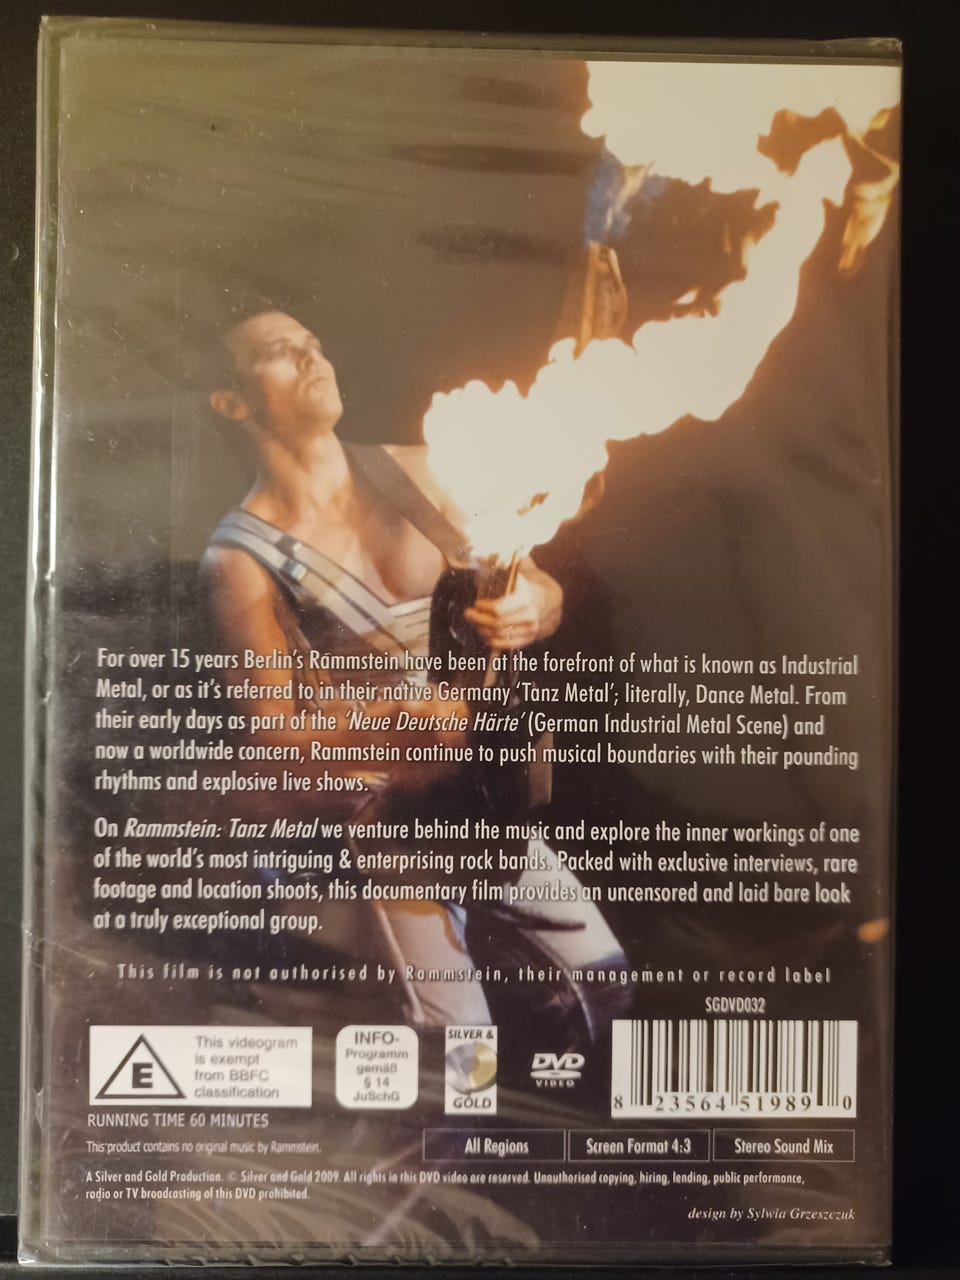 For over 15 years Berlin's Rammstein have been at the forefront of what is known as Industrial
Metal, or as it's referred to in their native Germany 'Tanz Metal'; literally, Dance Metal. From
their early days as part of the 'Neue Deutsche Härte' (German Industrial Metal Scene) and
now a worldwide concern, Rammstein continue to push musical boundaries with their pounding
rhythms and explosive live shows.
On Rammstein: Tanz Metal we venture behind the music and explore the inner workings of one
of the world's most intriguing & enterprising rock bands. Packed with exclusive interviews, rare
footage and location shoots, this documentary film provides an uncensored and laid bare look
at a truly exceptional group.
This film is not authorised by Rammstein, their management or record label
SGDVD032
E
This videogram
is exempt
from BBFC
classification
INFO-
Programm
gemäß
§ 14
JuSchG
SILVER &
GOLD
DVD
VIDEO
8 23564 51989 0
RUNNING TIME 60 MINUTES
This product contains no original music by Rammstein.
All Regions
Screen Format 4:3
Stereo Sound Mix
A Silver and Gold Production. © Silver and Gold 2009. All rights in this DVD video are reserved. Unauthorised copying, hiring, lending, public performance,
radio or TV broadcasting of this DVD prohibited.
design by Sylwia Grzeszczuk